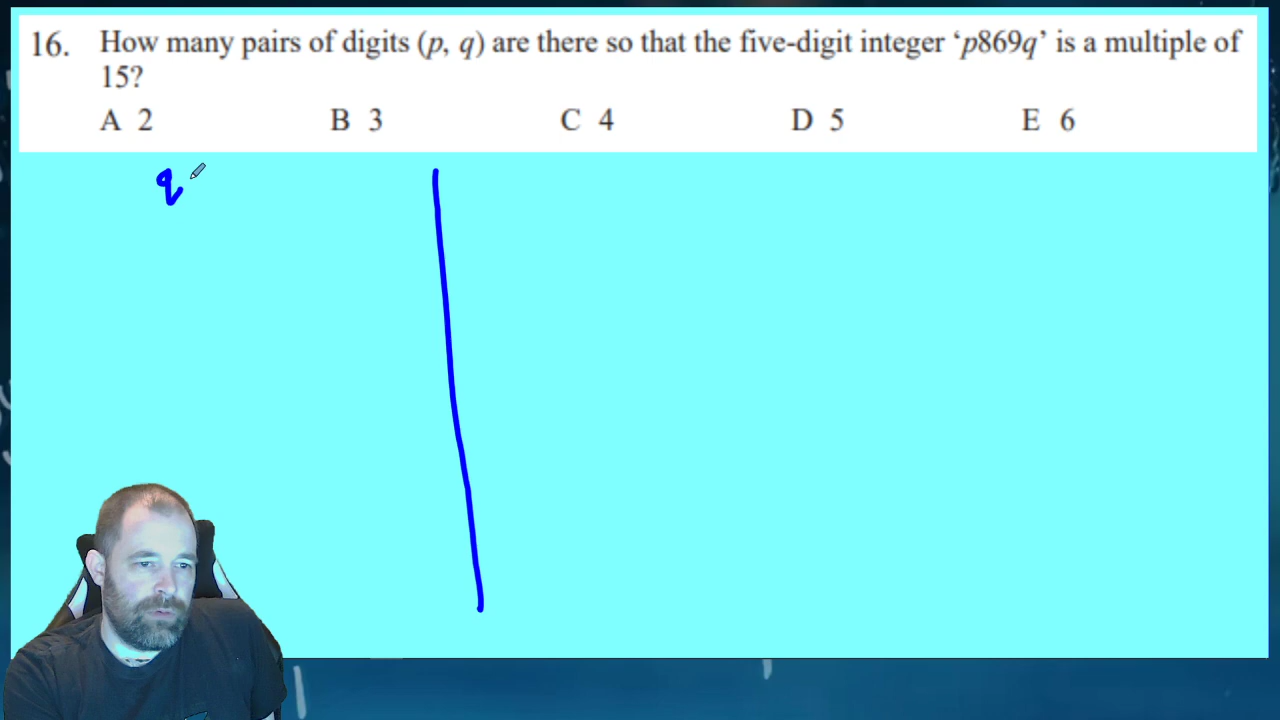 16. How many pairs of digits (p, q) are there so that the five-digit integer ‘p869q’ is a multiple of
15?
A 2 B 3 C 4 D 5 E 6
q